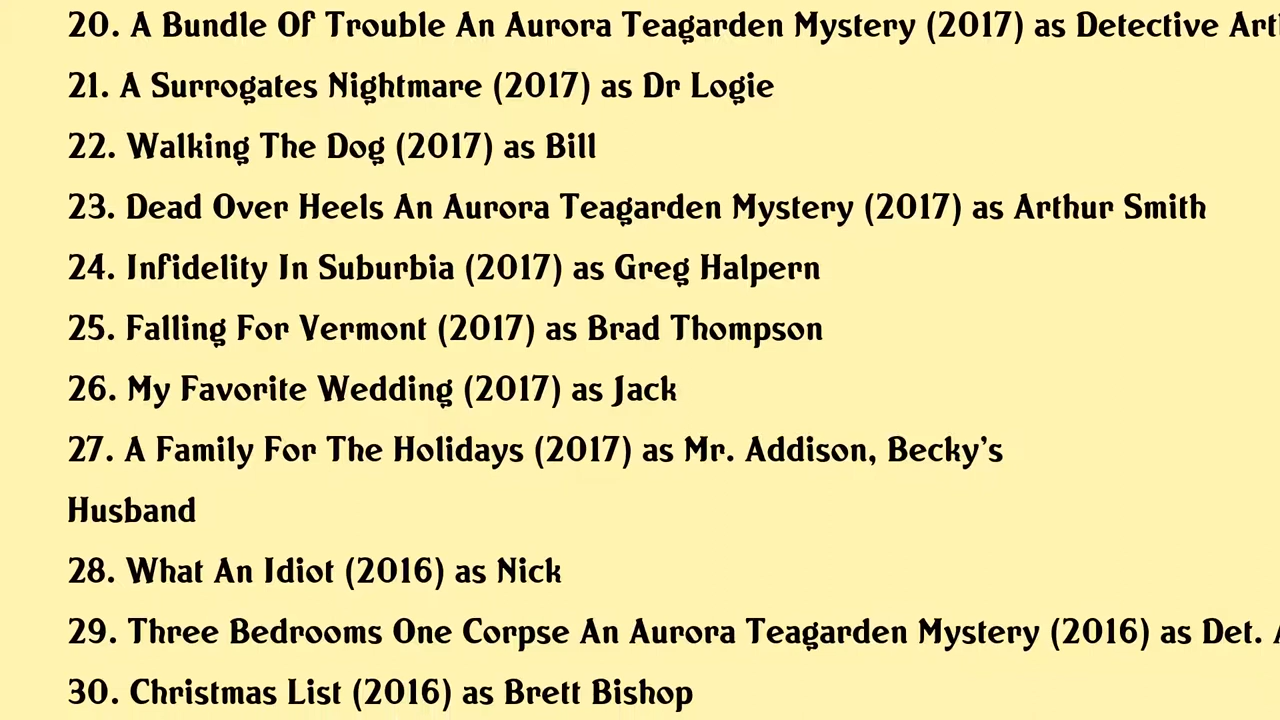 20. A Bundle Of Trouble An Aurora Teagarden Mystery (2017) as Detective
21. A Surrogates Nightmare (2017) as Dr Logie
22. Walking The Dog (2017) as Bill
23. Dead Over Heels An Aurora Teagarden Mystery (2017) as Arthur Smith
24. Infidelity In Suburbia (2017) as Greg Halpern
25. Falling For Vermont (2017) as Brad Thompson
26. My Favorite Wedding (2017) as Jack
27. A Family For The Holidays (2017) as Mr. Addison, Becky's
Husband
28. What An Idiot (2016) as Nick
29. Three Bedrooms One Corpse An Aurora Teagarden Mystery (2016) as Det.
30. Christmas List (2016) as Brett Bishop